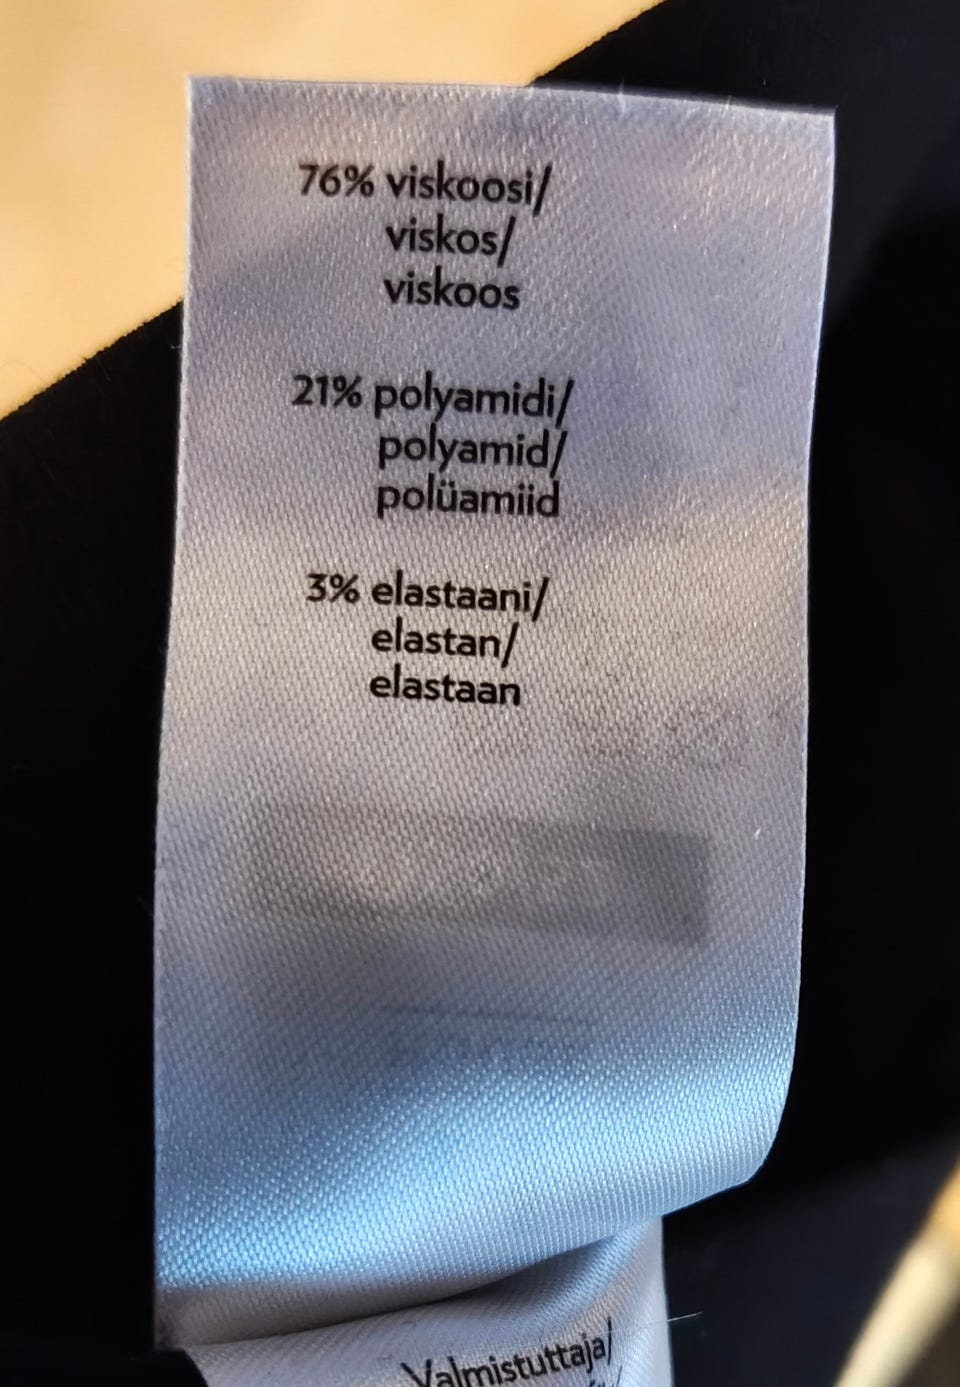 76% viskoosi/
viskos/
viskoos
21% polyamidi/
polyamid/
polüamiid
3% elastaani/
elastan/
elastaan
Valmistuttaja/